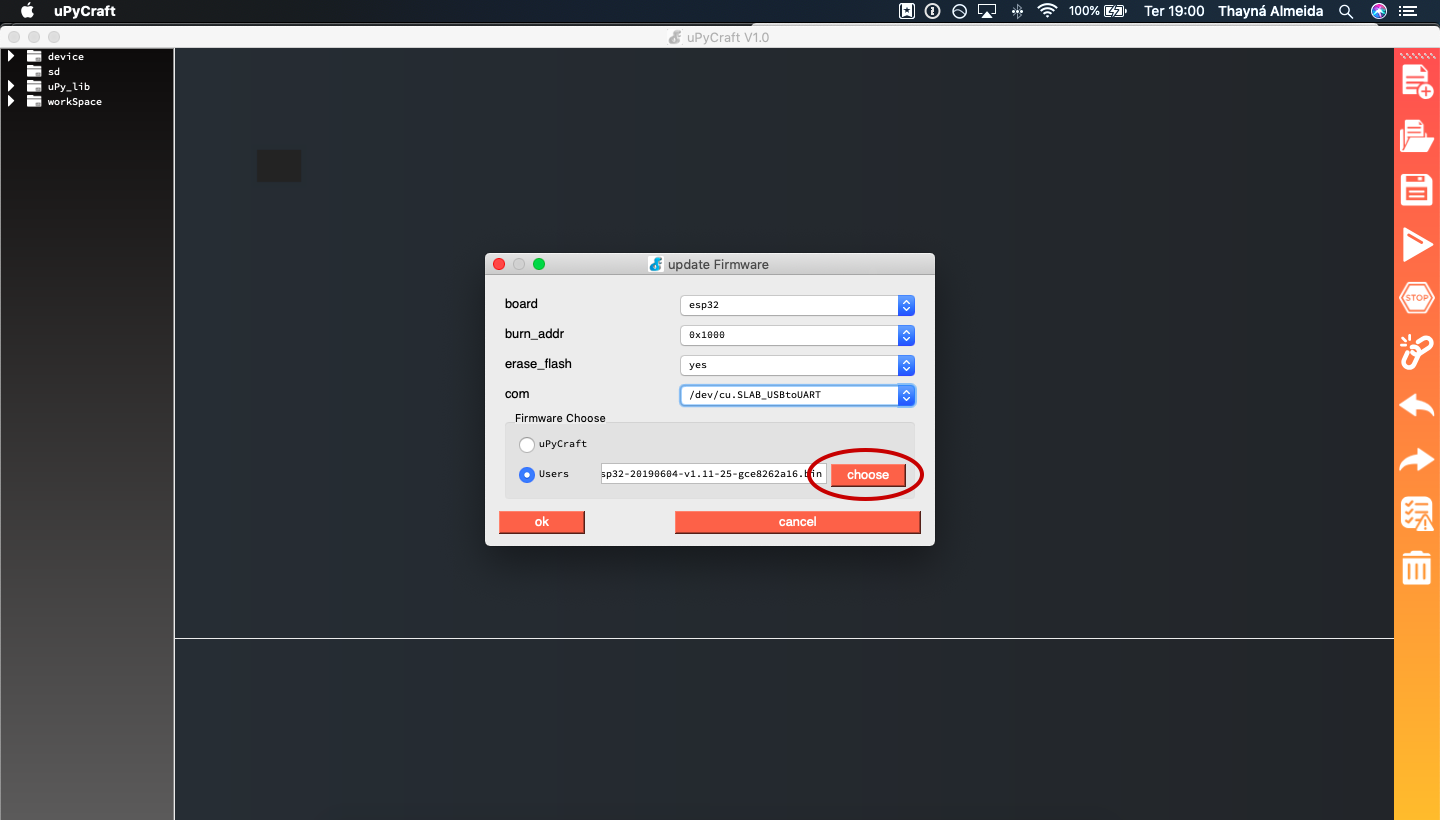 uPyCraft
100% Ter 19:00 Thayná Almeida
uPyCraft V1.0
device
sd
uPy_lib
workSpace
update Firmware
board esp32
burn_addr 0x1000
erase_flash yes
com /dev/cu.SLAB_USBtoUART
Firmware Choose
uPyCraft
Users sp32-20190604-v1.11-25-gce8262a16.bin choose
ok cancel
STOP